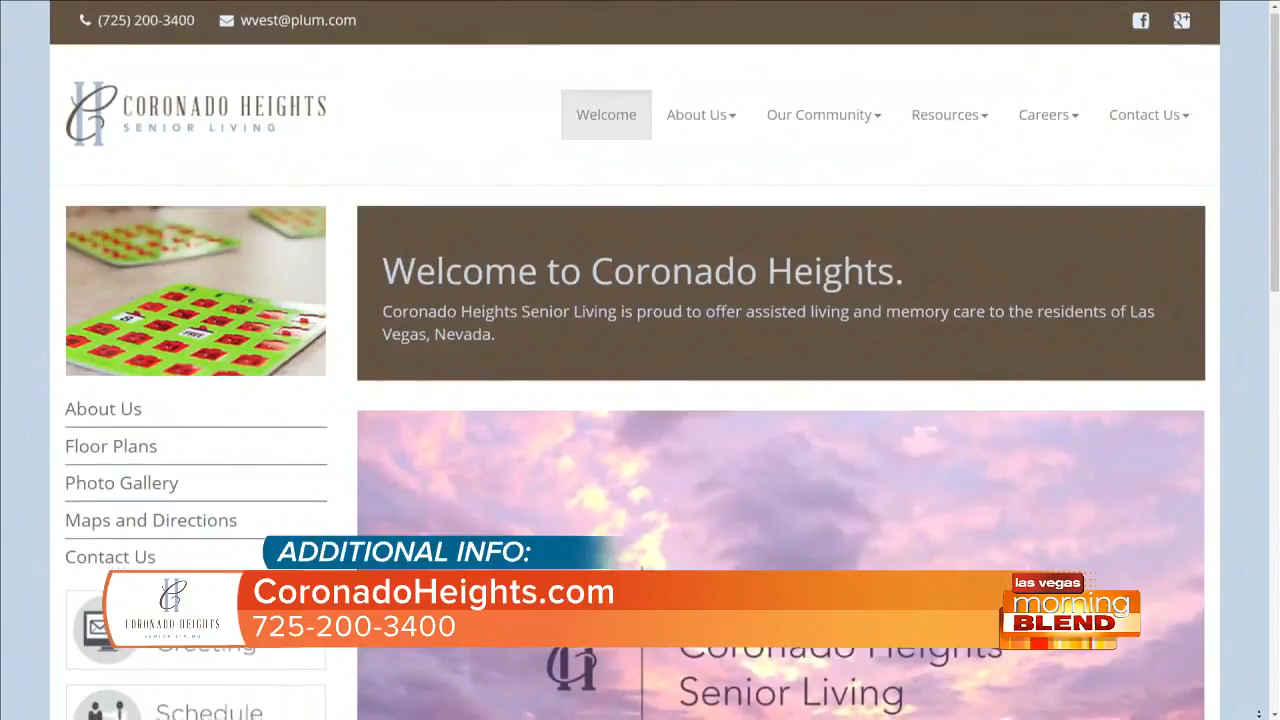 (725) 200-3400
wvest@plum.com
CORONADO HEIGHTS
SENIOR LIVING
Welcome
About Us
Our Community
Resources
Careers
Contact Us
Welcome to Coronado Heights.
Coronado Heights Senior Living is proud to offer assisted living and memory care to the residents of Las
Vegas, Nevada.
FREE
About Us
Floor Plans
Photo Gallery
Maps and Directions
Contact Us
ADDITIONAL INFO:
CoronadoHeights.com
725-200-3400
CORONADO HEIGHTS
SENIOR LIVING
las vegas
morning
BLEND
Greeting
Schedule
Coronado Heights
Senior Living